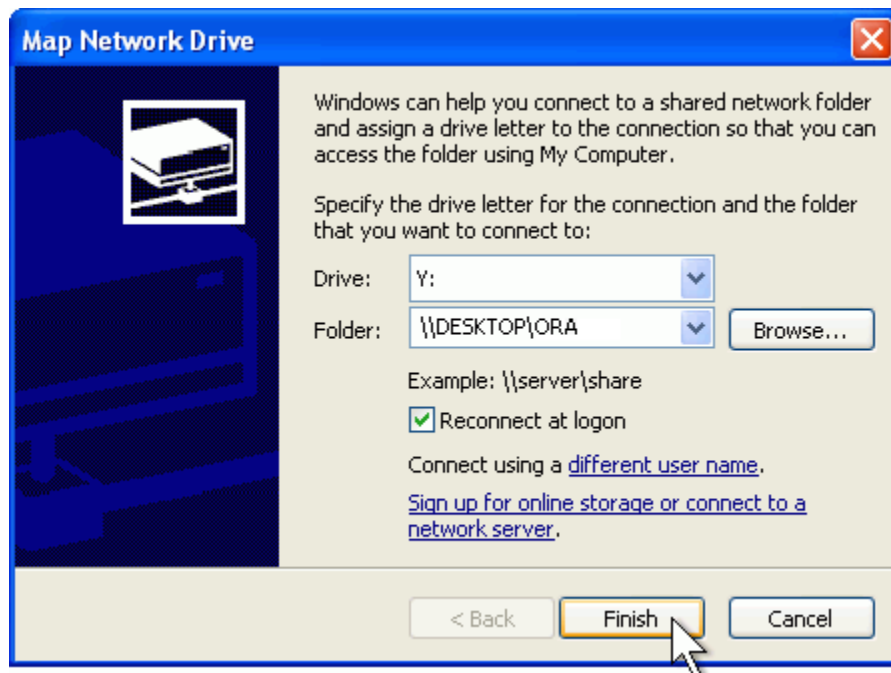 Map Network Drive
Windows can help you connect to a shared network folder
and assign a drive letter to the connection so that you can
access the folder using My Computer.
Specify the drive letter for the connection and the folder
that you want to connect to:
Drive: Y:
Folder: \\DESKTOP\ORA Browse...
Example: \\server\share
Reconnect at logon
Connect using a different user name.
Sign up for online storage or connect to a
network server.
< Back Finish Cancel